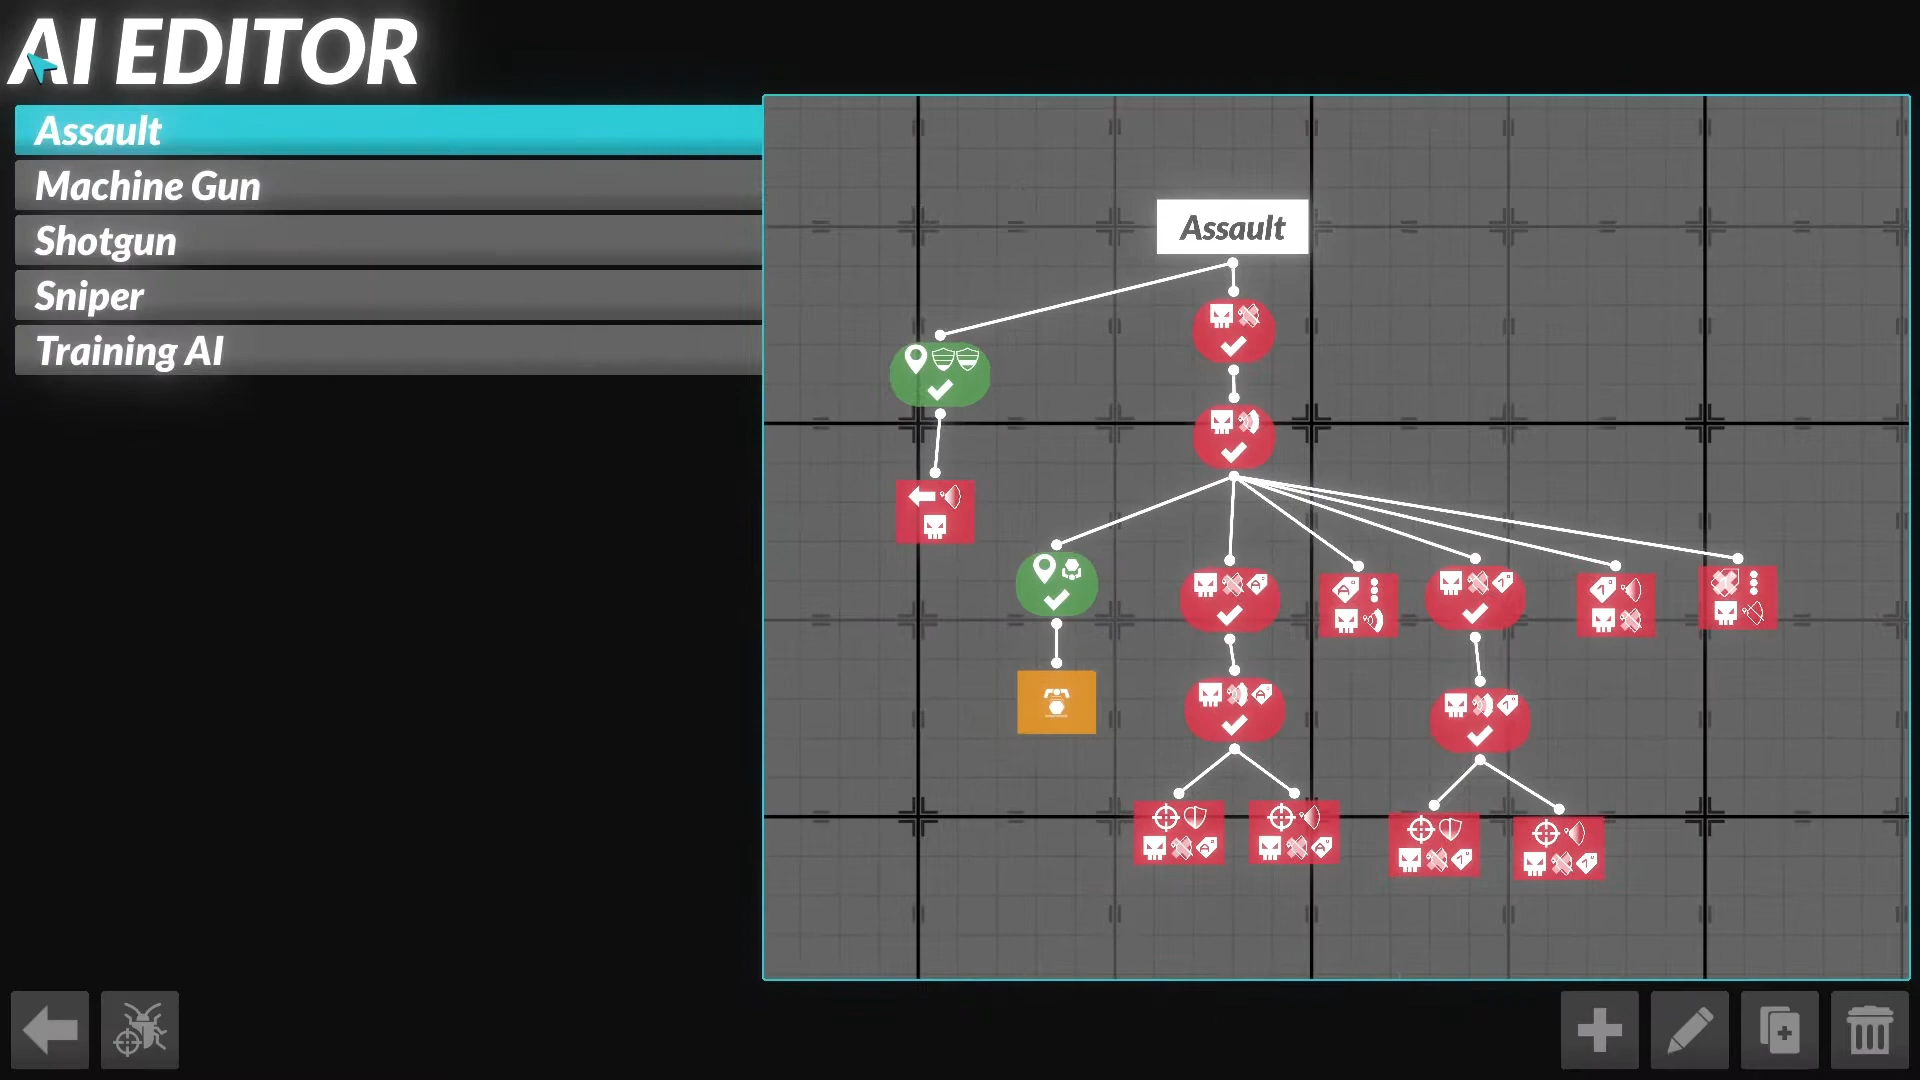 AI EDITOR
Assault
Machine Gun
Shotgun
Sniper
Training AI
Assault